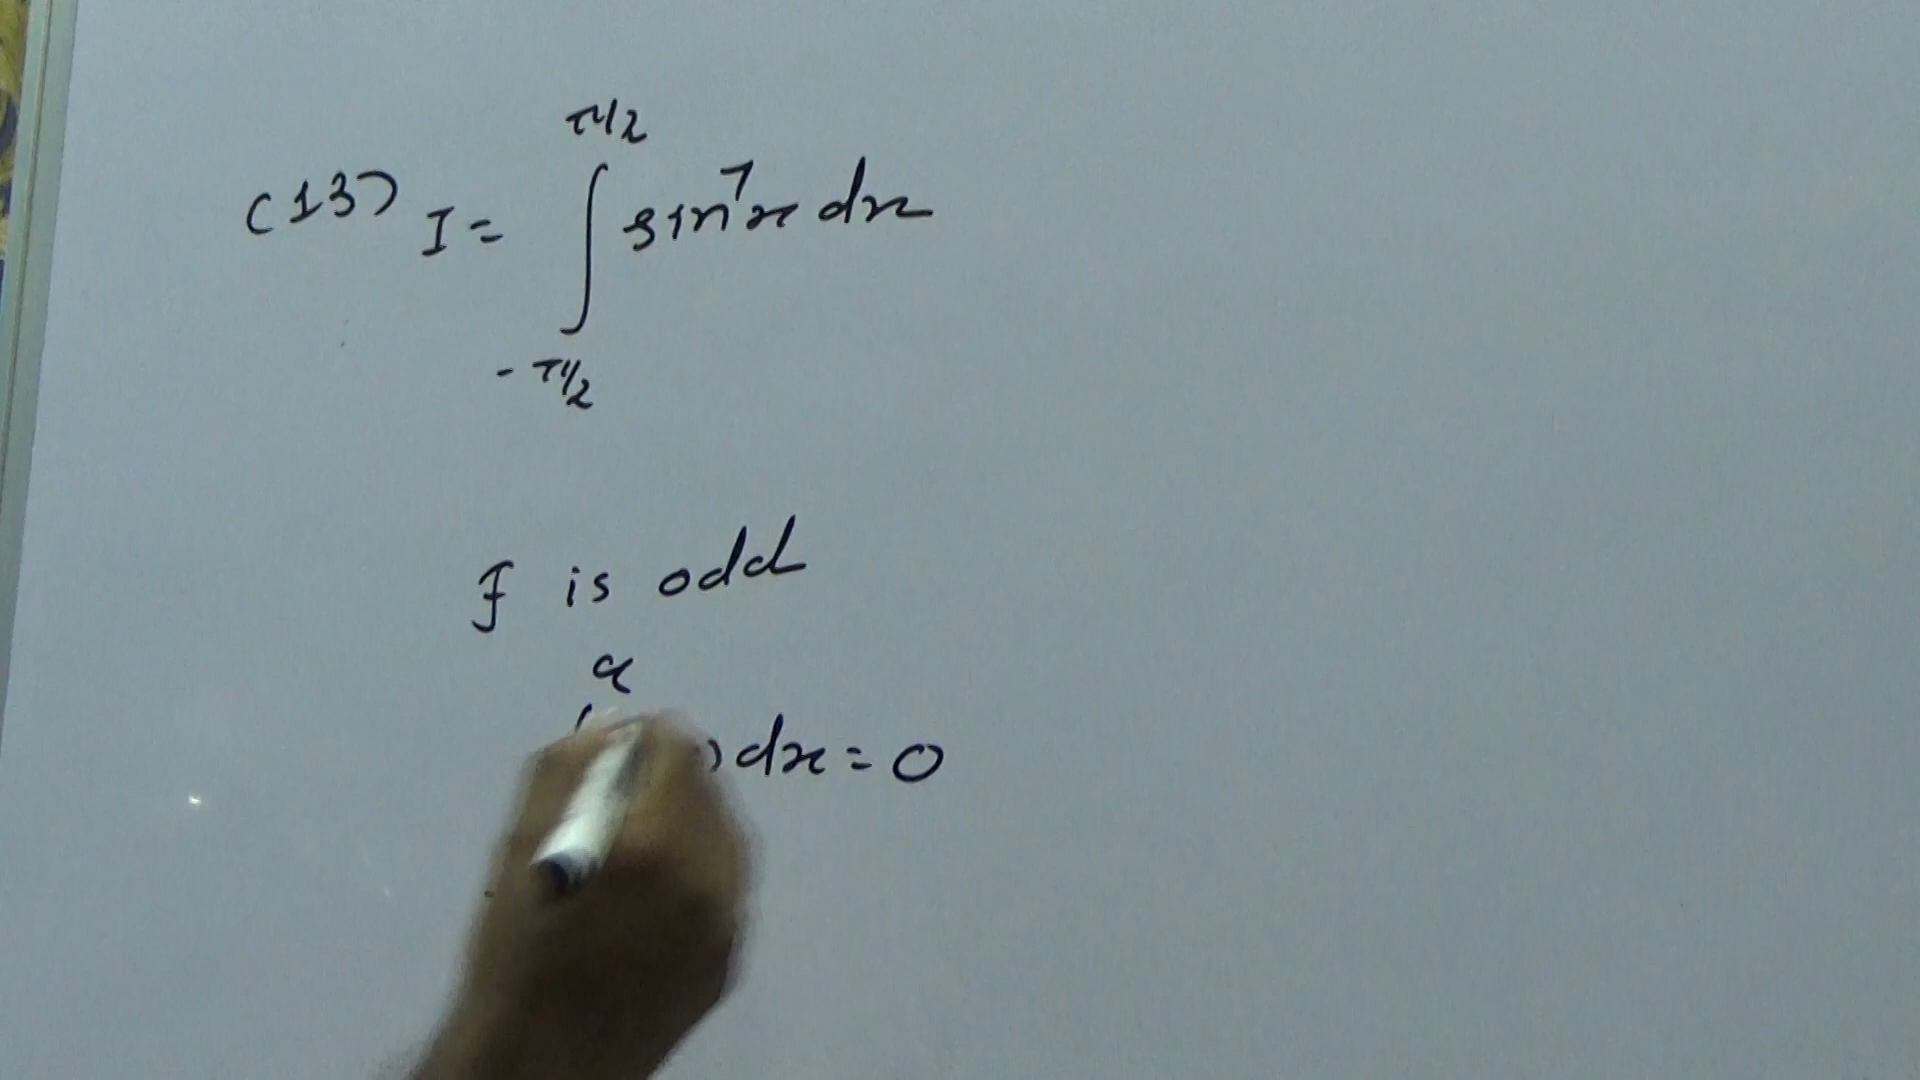 π/2
(13) I = ∫ sin⁷x dx
-π/2
f is odd
a
) dx = 0